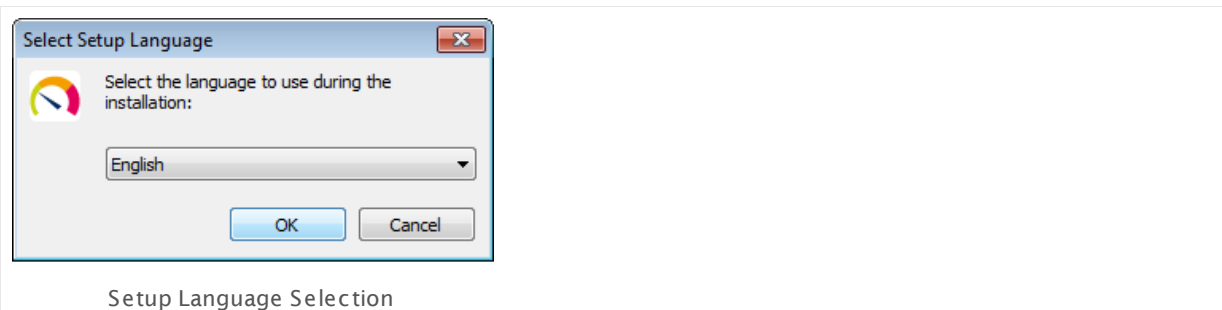 Select Setup Language
Select the language to use during the
installation:
English
OK
Cancel
Setup Language Selection